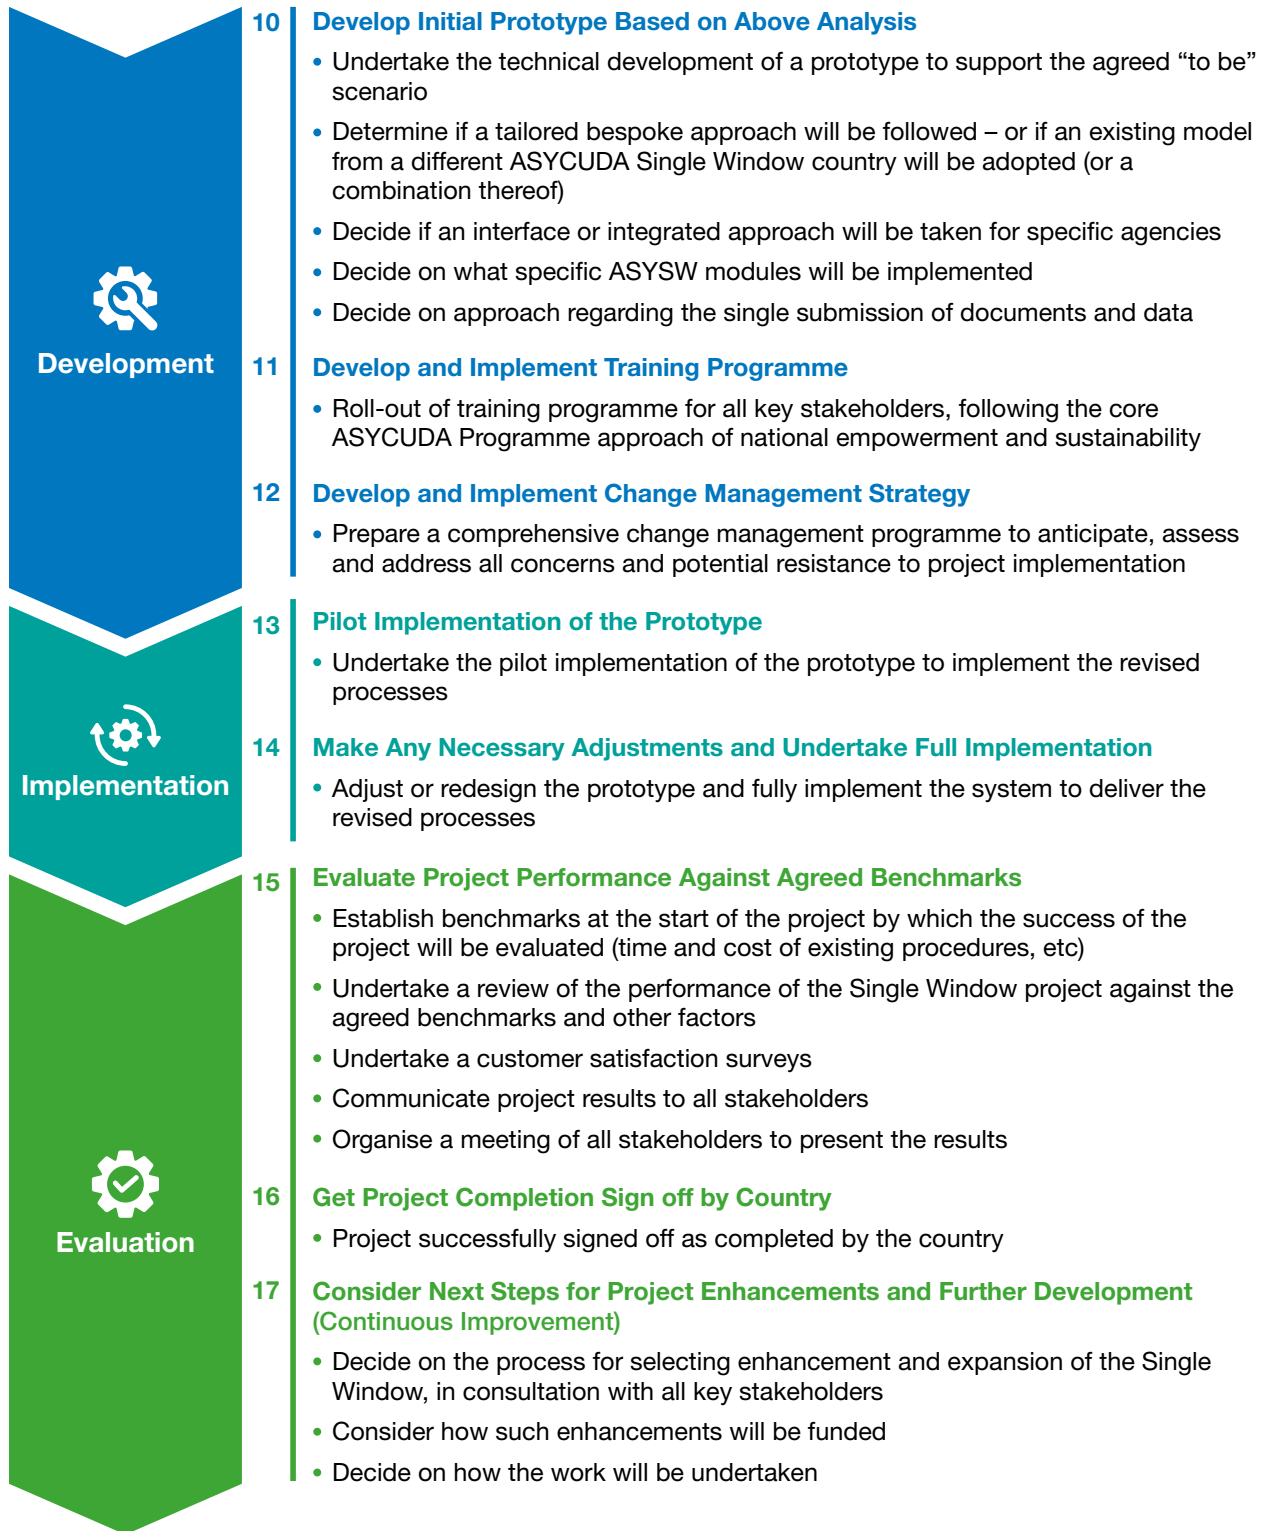 10
Develop Initial Prototype Based on Above Analysis
• Undertake the technical development of a prototype to support the agreed “to be”
scenario
• Determine if a tailored bespoke approach will be followed – or if an existing model
from a different ASYCUDA Single Window country will be adopted (or a
combination thereof)
• Decide if an interface or integrated approach will be taken for specific agencies
• Decide on what specific ASYSW modules will be implemented
• Decide on approach regarding the single submission of documents and data
Development
11
Develop and Implement Training Programme
• Roll-out of training programme for all key stakeholders, following the core
ASYCUDA Programme approach of national empowerment and sustainability
12
Develop and Implement Change Management Strategy
• Prepare a comprehensive change management programme to anticipate, assess
and address all concerns and potential resistance to project implementation
13
Pilot Implementation of the Prototype
• Undertake the pilot implementation of the prototype to implement the revised
processes
14
Make Any Necessary Adjustments and Undertake Full Implementation
Implementation
• Adjust or redesign the prototype and fully implement the system to deliver the
revised processes
15
Evaluate Project Performance Against Agreed Benchmarks
• Establish benchmarks at the start of the project by which the success of the
project will be evaluated (time and cost of existing procedures, etc)
• Undertake a review of the performance of the Single Window project against the
agreed benchmarks and other factors
• Undertake a customer satisfaction surveys
• Communicate project results to all stakeholders
• Organise a meeting of all stakeholders to present the results
16
Get Project Completion Sign off by Country
Evaluation
• Project successfully signed off as completed by the country
17
Consider Next Steps for Project Enhancements and Further Development
(Continuous Improvement)
• Decide on the process for selecting enhancement and expansion of the Single
Window, in consultation with all key stakeholders
• Consider how such enhancements will be funded
• Decide on how the work will be undertaken